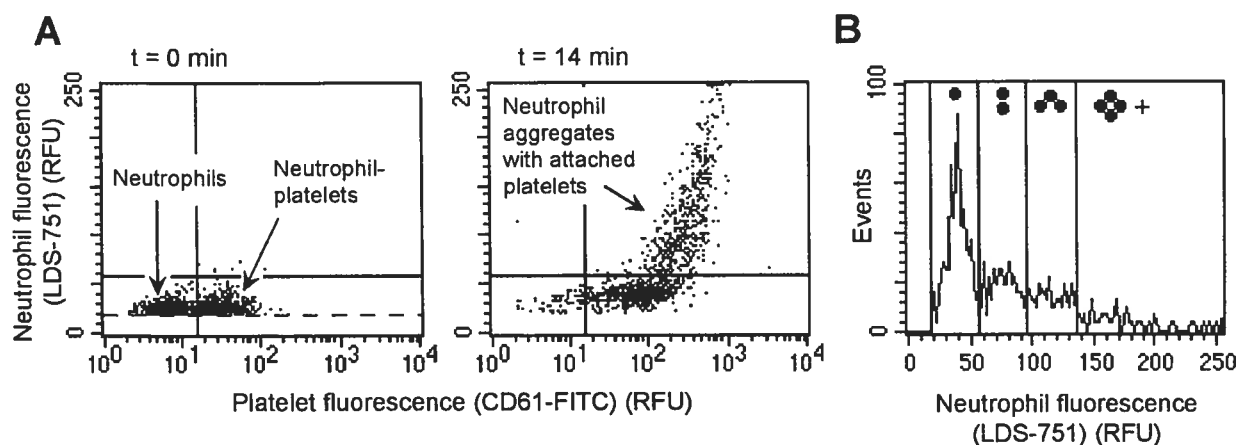 A
t = 0 min
t = 14 min
Neutrophil fluorescence
(LDS-751) (RFU)
250
0
Neutrophils
Neutrophil-
platelets
10^0 10^1 10^2 10^3 10^4
250
0
Neutrophil
aggregates
with attached
platelets
10^0 10^1 10^2 10^3 10^4
Platelet fluorescence (CD61-FITC) (RFU)
B
Events
100
0
+
0 50 100 150 200 250
Neutrophil fluorescence
(LDS-751) (RFU)